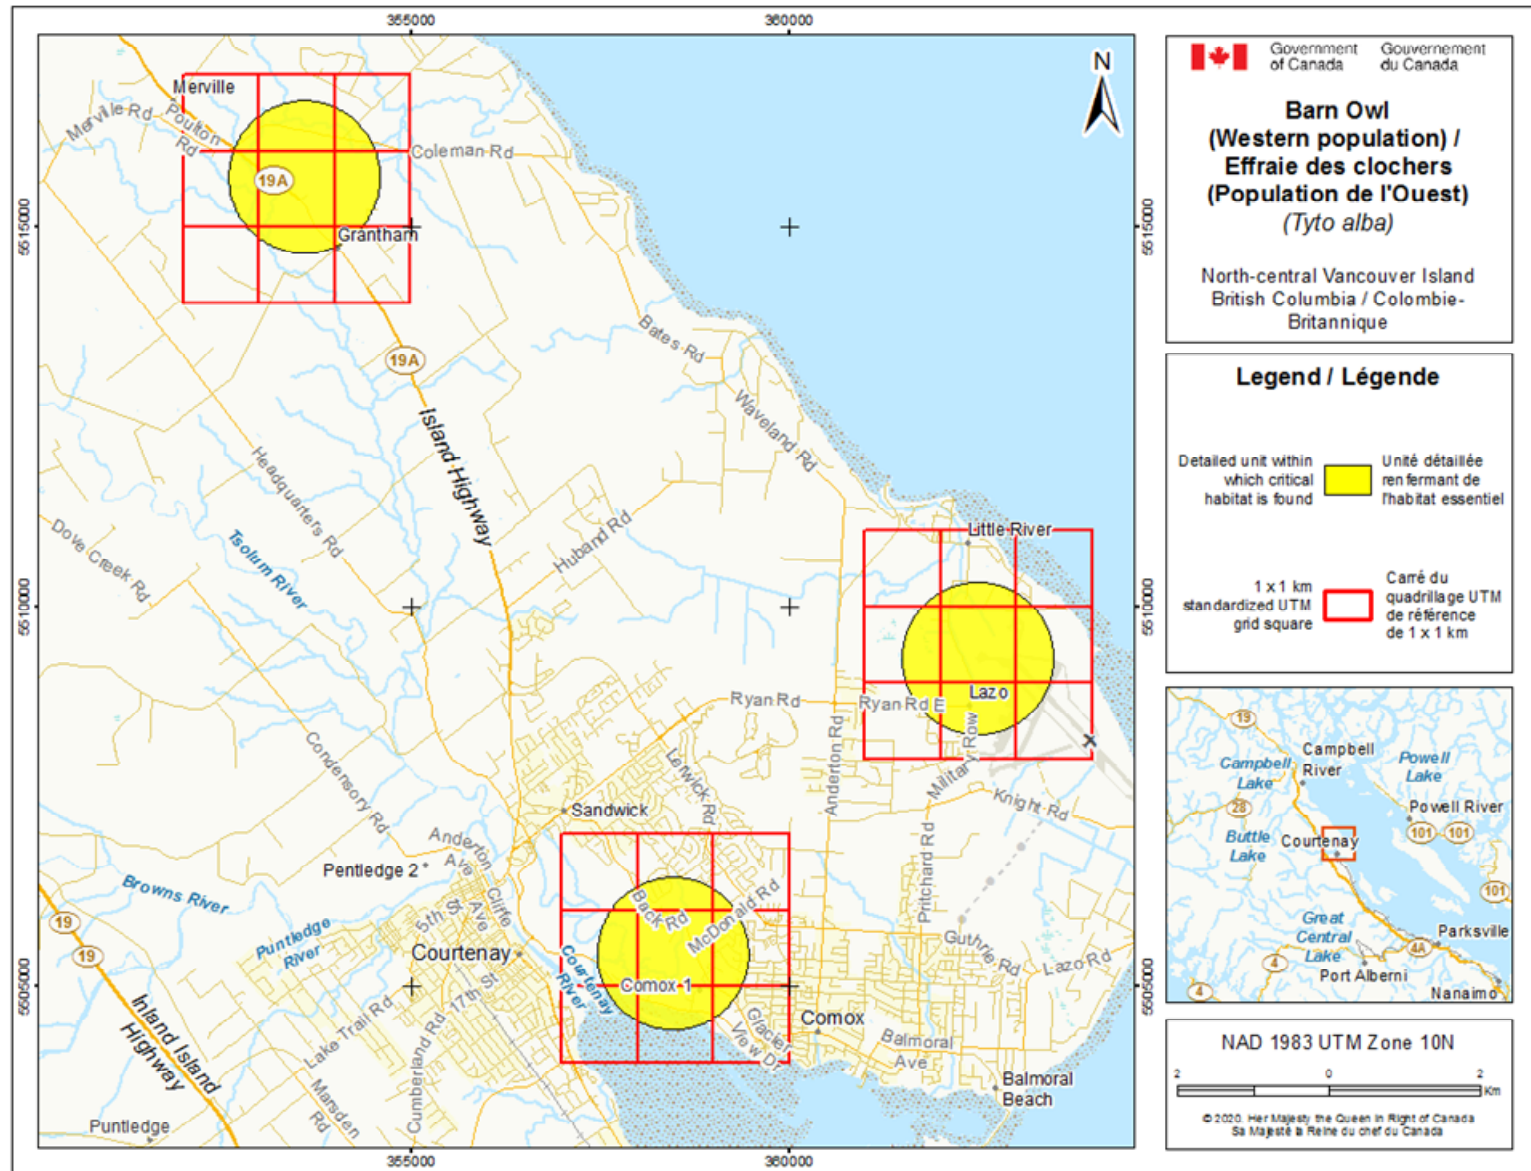 355000
360000
Merville
Merville Rd
Poulton
Rd
19A
Coleman Rd
Grantham
5515000
5515000
19A
Bates Rd
Waveland Rd
Island Highway
Headquarters Rd
Huband Rd
Tsolum River
Dove Creek Rd
Little River
5510000
5510000
Lazo
Ryan Rd
Ryan Rd E
Anderton Rd
Military Row
Knight Rd
Lerwick Rd
Condensory Rd
Sandwick
Anderton
Ave
Pentledge 2
Cliffe
Ave
5th St
Browns River
Puntledge
River
19
19
Back Rd
McDonald Rd
Pritchard Rd
Guthrie Rd
Lazo Rd
Courtenay
Courtenay
River
Comox 1
5505000
5505000
17th St
Inland Island
Highway
Lake Trail Rd
Cumberland Rd
Marsden
Rd
Glacier
View Dr
Comox
Balmoral
Ave
Balmoral
Beach
Puntledge
355000
360000
N
Government
of Canada
Gouvernement
du Canada
Barn Owl
(Western population) /
Effraie des clochers
(Population de l'Ouest)
(Tyto alba)
North-central Vancouver Island
British Columbia / Colombie-
Britannique
Legend / Légende
Detailed unit within
which critical
habitat is found
Unité détaillée
renfermant de
l'habitat essentiel
1 x 1 km
standardized UTM
grid square
Carré du
quadrillage UTM
de référence
de 1 x 1 km
19
Campbell
River
Campbell
Lake
Powell
Lake
28
Powell River
101
101
Buttle
Lake
Courtenay
101
Great
Central
Lake
Parksville
4A
4
Port Alberni
4
Nanaimo
NAD 1983 UTM Zone 10N
2
0
2
Km
© 2020. Her Majesty the Queen in Right of Canada
Sa Majesté la Reine du chef du Canada